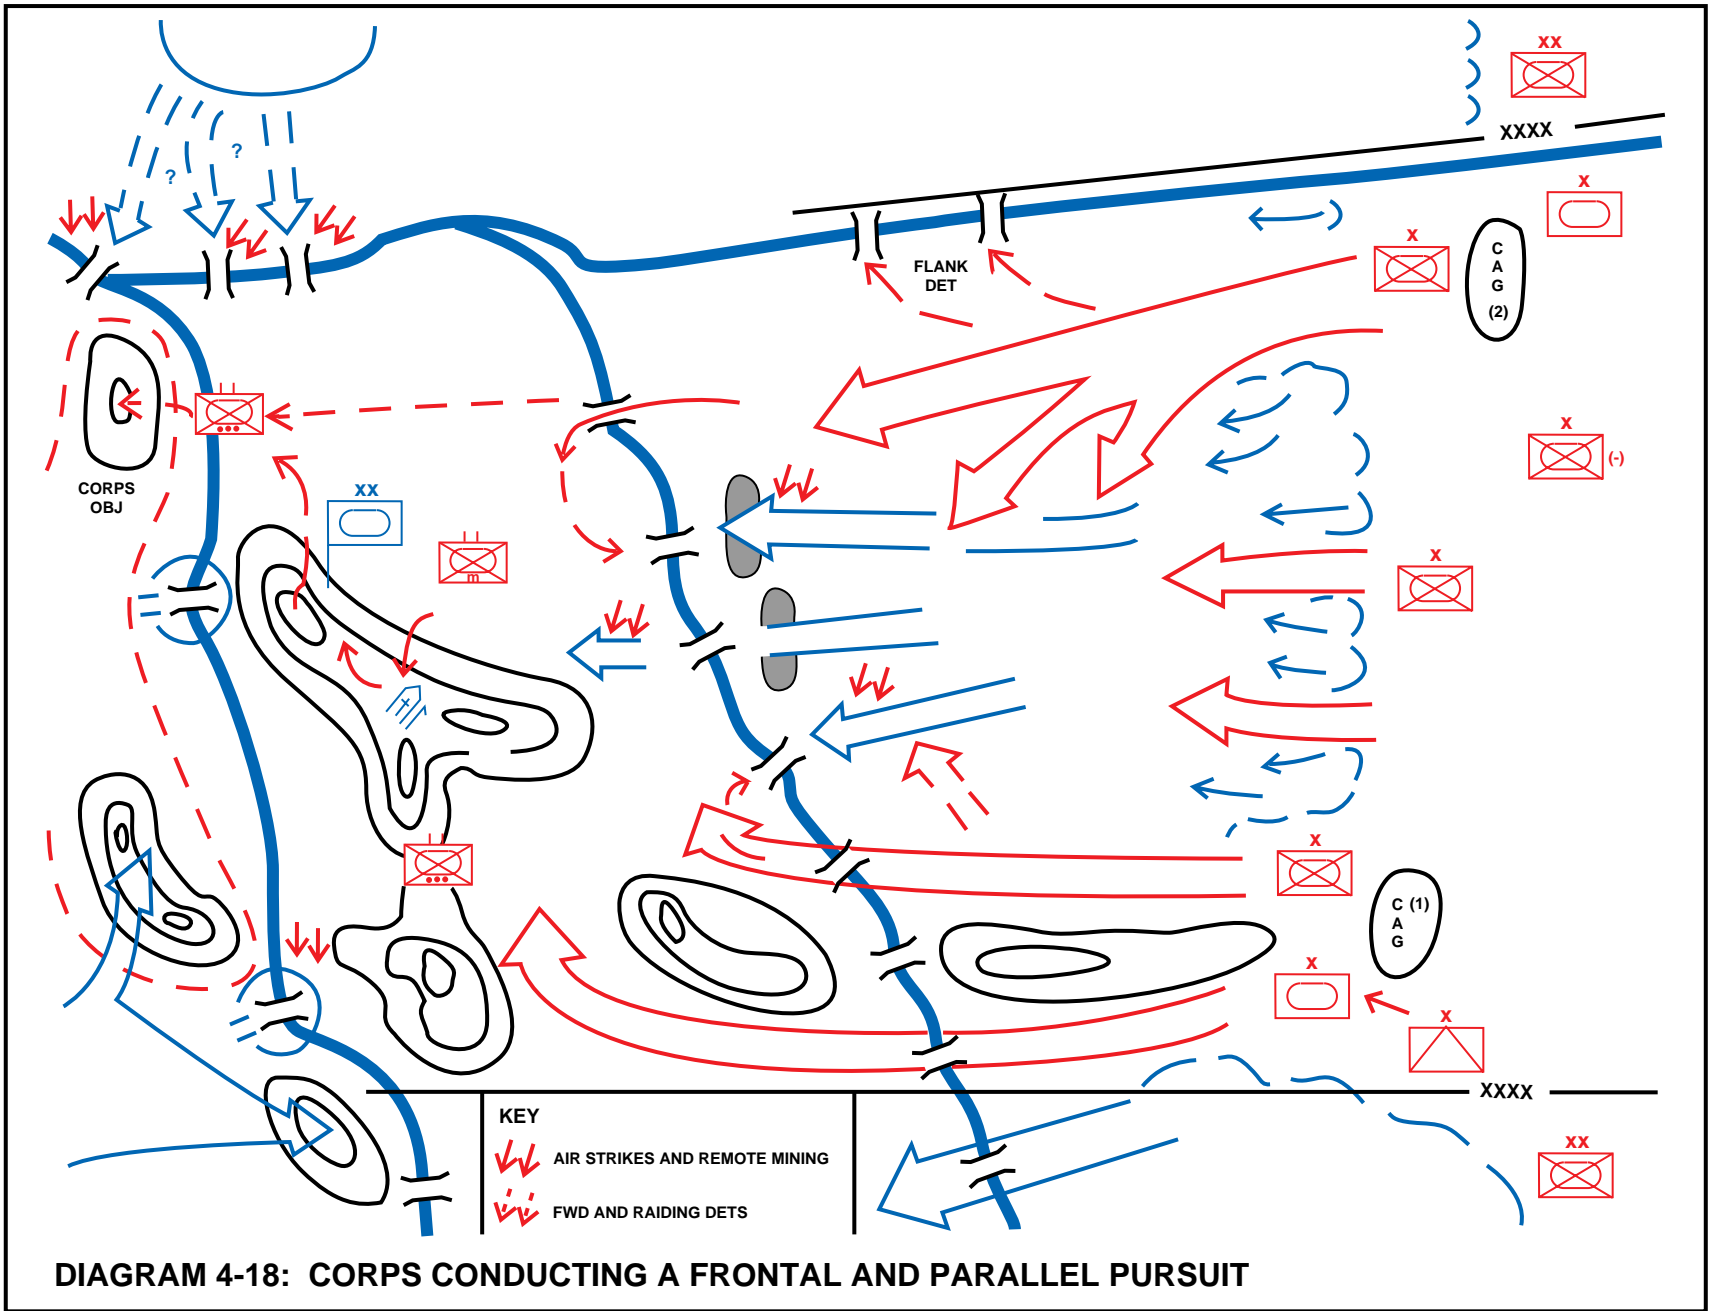 XX
XXXX
?
?
X
X
C
A
G
(2)
FLANK
DET
X
(-)
CORPS
OBJ
XX
m
X
X
C (1)
A
G
X
X
XXXX
KEY
AIR STRIKES AND REMOTE MINING
FWD AND RAIDING DETS
XX
DIAGRAM 4-18: CORPS CONDUCTING A FRONTAL AND PARALLEL PURSUIT